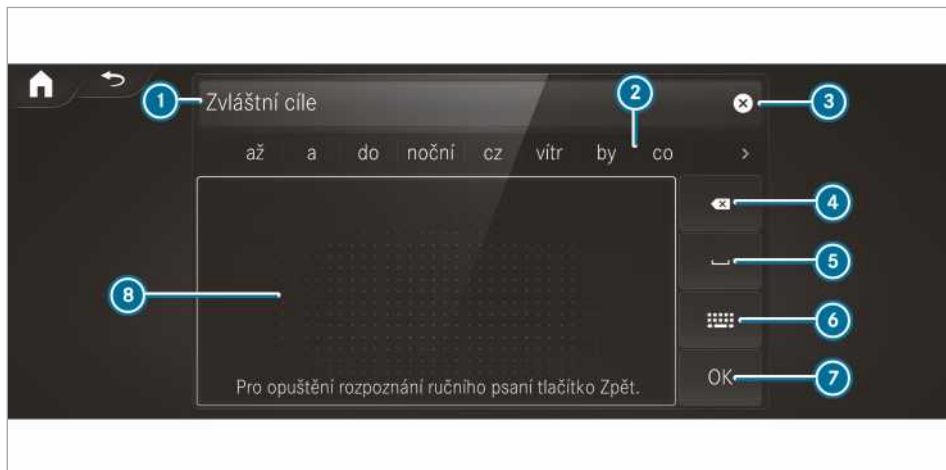 1 Zvláštní cíle 2 3
až a do noční cz vítr by co >
4
5
8
6
Pro opuštění rozpoznání ručního psaní tlačítko Zpět.
OK 7